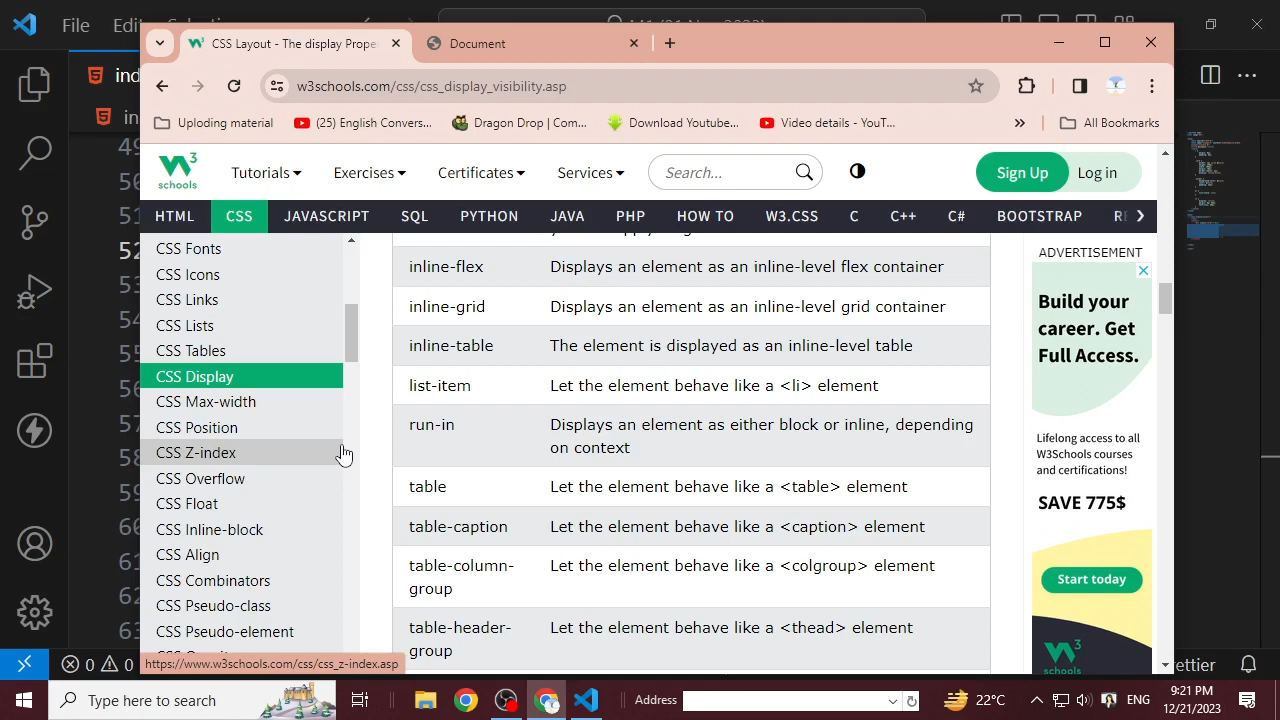 File
CSS Layout - The display Prope
Document
w3schools.com/css/css_display_visibility.asp
Uploding material
(25) English Convers...
Dragon Drop | Com...
Download Youtube...
Video details - YouT...
All Bookmarks
W3
schools
Tutorials
Exercises
Certificates
Services
Search...
Sign Up
Log in
HTML
CSS
JAVASCRIPT
SQL
PYTHON
JAVA
PHP
HOW TO
W3.CSS
C
C++
C#
BOOTSTRAP
CSS Fonts
CSS Icons
CSS Links
CSS Lists
CSS Tables
CSS Display
CSS Max-width
CSS Position
CSS Z-index
CSS Overflow
CSS Float
CSS Inline-block
CSS Align
CSS Combinators
CSS Pseudo-class
CSS Pseudo-element
https://www.w3schools.com/css/css_z-index.asp
inline-flex Displays an element as an inline-level flex container
inline-grid Displays an element as an inline-level grid container
inline-table The element is displayed as an inline-level table
list-item Let the element behave like a <li> element
run-in Displays an element as either block or inline, depending
on context
table Let the element behave like a <table> element
table-caption Let the element behave like a <caption> element
table-column- Let the element behave like a <colgroup> element
group
table-header- Let the element behave like a <thead> element
group
ADVERTISEMENT
Build your
career. Get
Full Access.
Lifelong access to all
W3Schools courses
and certifications!
SAVE 775$
Start today
W3
schools
0
0
Type here to search
Address
22°C
ENG
9:21 PM
12/21/2023